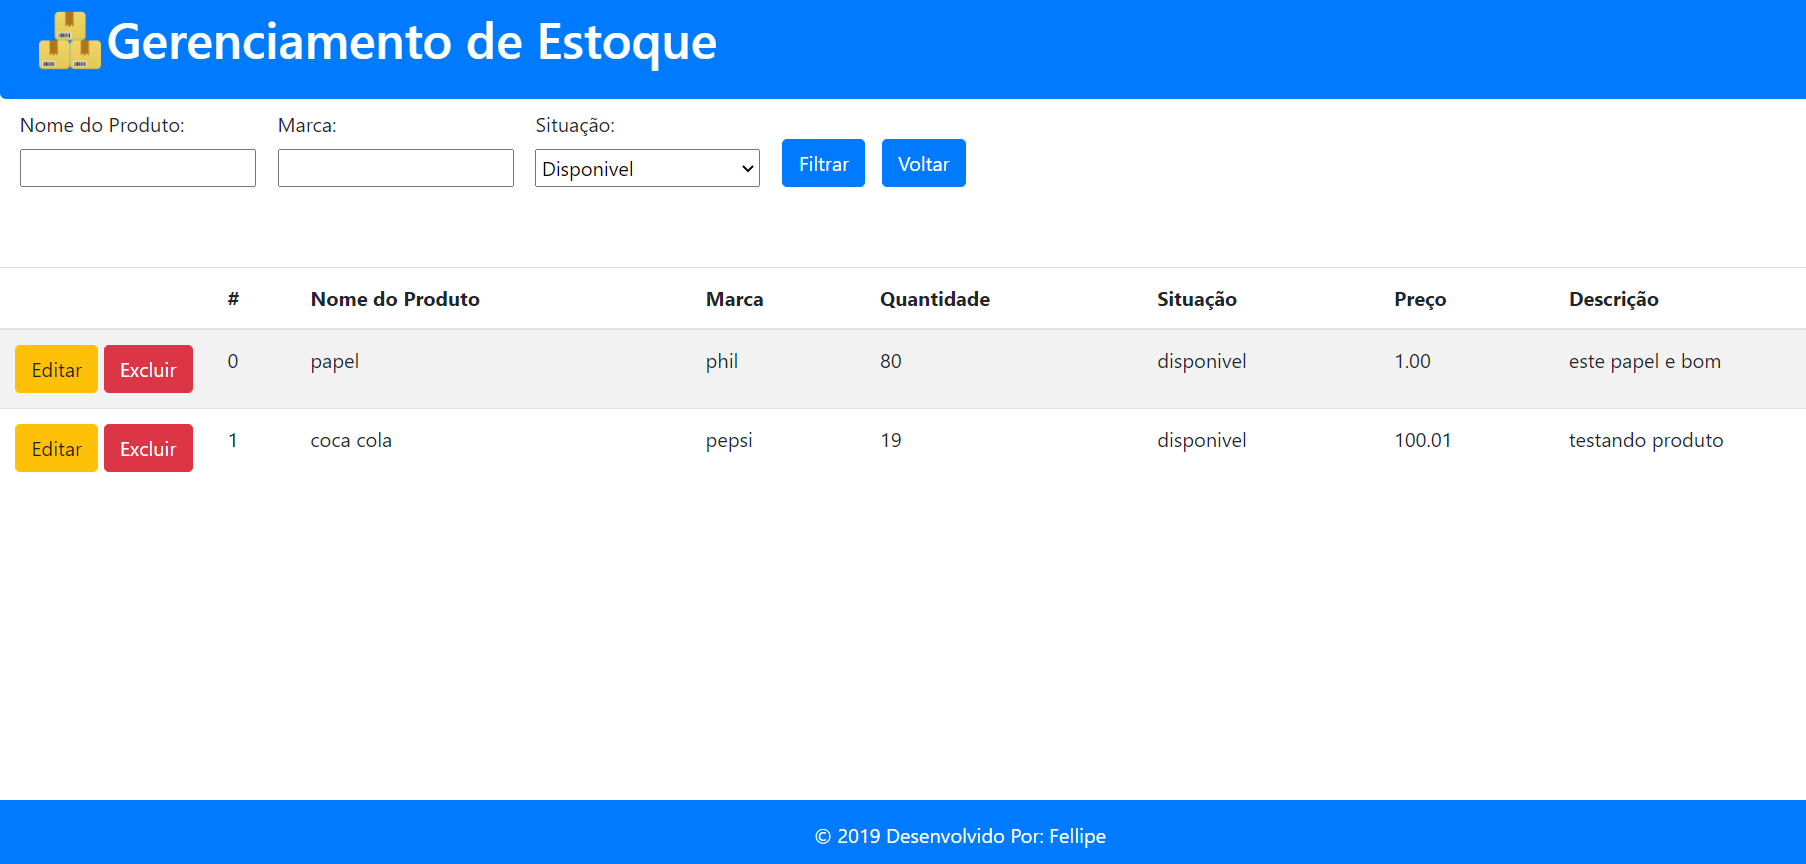 Gerenciamento de Estoque
Nome do Produto: Marca: Situação:
Disponivel Filtrar Voltar
# Nome do Produto Marca Quantidade Situação Preço Descrição
Editar Excluir 0 papel phil 80 disponivel 1.00 este papel e bom
Editar Excluir 1 coca cola pepsi 19 disponivel 100.01 testando produto
© 2019 Desenvolvido Por: Fellipe